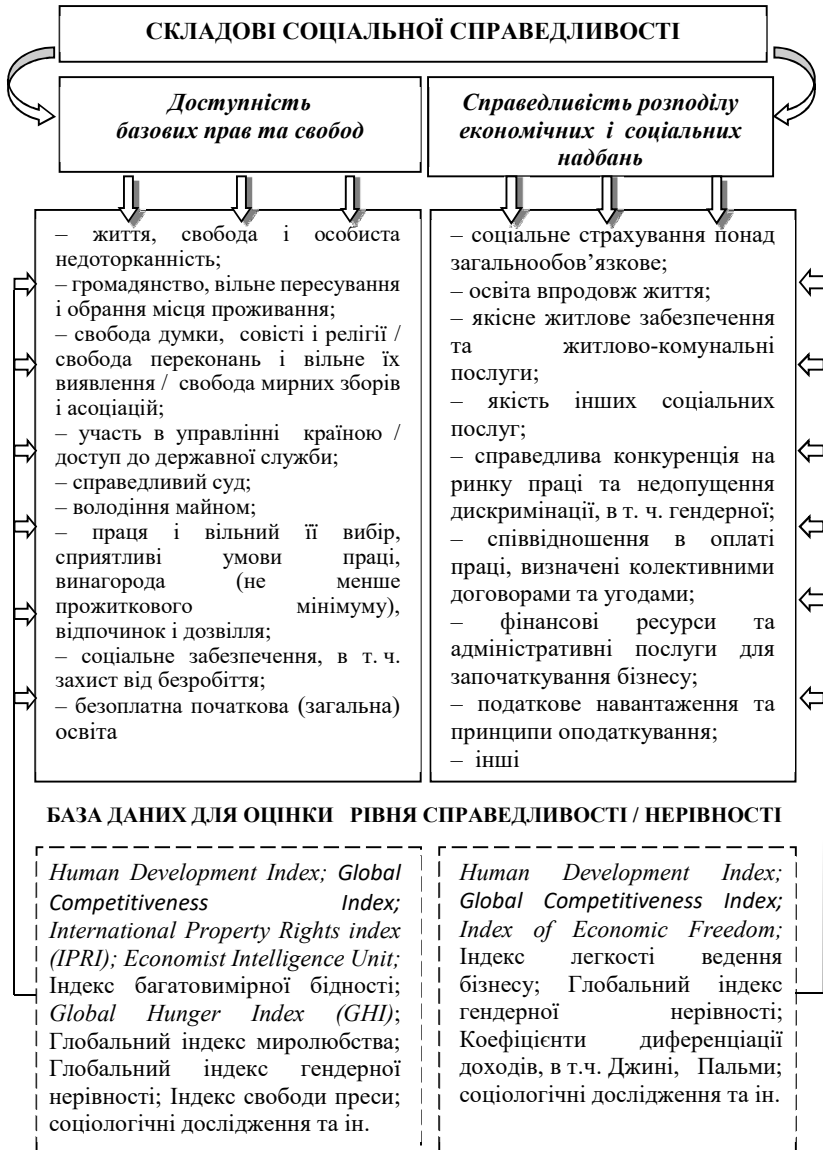 СКЛАДОВІ СОЦІАЛЬНОЇ СПРАВЕДЛИВОСТІ
Доступність
базових прав та свобод
Справедливість розподілу
економічних і соціальних
надбань
– життя, свобода і особиста
недоторканність;
– громадянство, вільне пересування
і обрання місця проживання;
– свобода думки, совісті і релігії /
свобода переконань і вільне їх
виявлення / свобода мирних зборів
і асоціацій;
– участь в управлінні країною /
доступ до державної служби;
– справедливий суд;
– володіння майном;
– праця і вільний її вибір,
сприятливі умови праці,
винагорода (не менше
прожиткового мінімуму),
відпочинок і дозвілля;
– соціальне забезпечення, в т. ч.
захист від безробіття;
– безоплатна початкова (загальна)
освіта
– соціальне страхування понад
загальнообов’язкове;
– освіта впродовж життя;
– якісне житлове забезпечення
та житлово-комунальні
послуги;
– якість інших соціальних
послуг;
– справедлива конкуренція на
ринку праці та недопущення
дискримінації, в т. ч. гендерної;
– співвідношення в оплаті
праці, визначені колективними
договорами та угодами;
– фінансові ресурси та
адміністративні послуги для
започаткування бізнесу;
– податкове навантаження та
принципи оподаткування;
– інші
БАЗА ДАНИХ ДЛЯ ОЦІНКИ РІВНЯ СПРАВЕДЛИВОСТІ / НЕРІВНОСТІ
Human Development Index; Global
Competitiveness Index;
International Property Rights index
(IPRI); Economist Intelligence Unit;
Індекс багатовимірної бідності;
Global Hunger Index (GHI);
Глобальний індекс миролюбства;
Глобальний індекс гендерної
нерівності; Індекс свободи преси;
соціологічні дослідження та ін.
Human Development Index;
Global Competitiveness Index;
Index of Economic Freedom;
Індекс легкості ведення
бізнесу; Глобальний індекс
гендерної нерівності;
Коефіцієнти диференціації
доходів, в т.ч. Джині, Пальми;
соціологічні дослідження та ін.